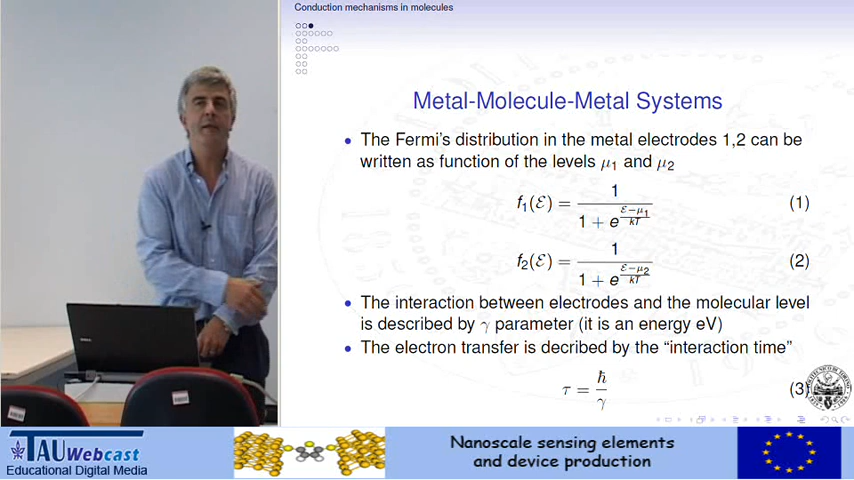 Conduction mechanisms in molecules
Metal-Molecule-Metal Systems
• The Fermi's distribution in the metal electrodes 1,2 can be
written as function of the levels μ₁ and μ₂
f₁(ℰ) = 1 / (1 + e^((ℰ−μ₁)/kT)) (1)
f₂(ℰ) = 1 / (1 + e^((ℰ−μ₂)/kT)) (2)
• The interaction between electrodes and the molecular level
is described by γ parameter (it is an energy eV)
• The electron transfer is decribed by the “interaction time”
τ = ℏ / γ (3)
TAU Webcast
Educational Digital Media
Nanoscale sensing elements
and device production